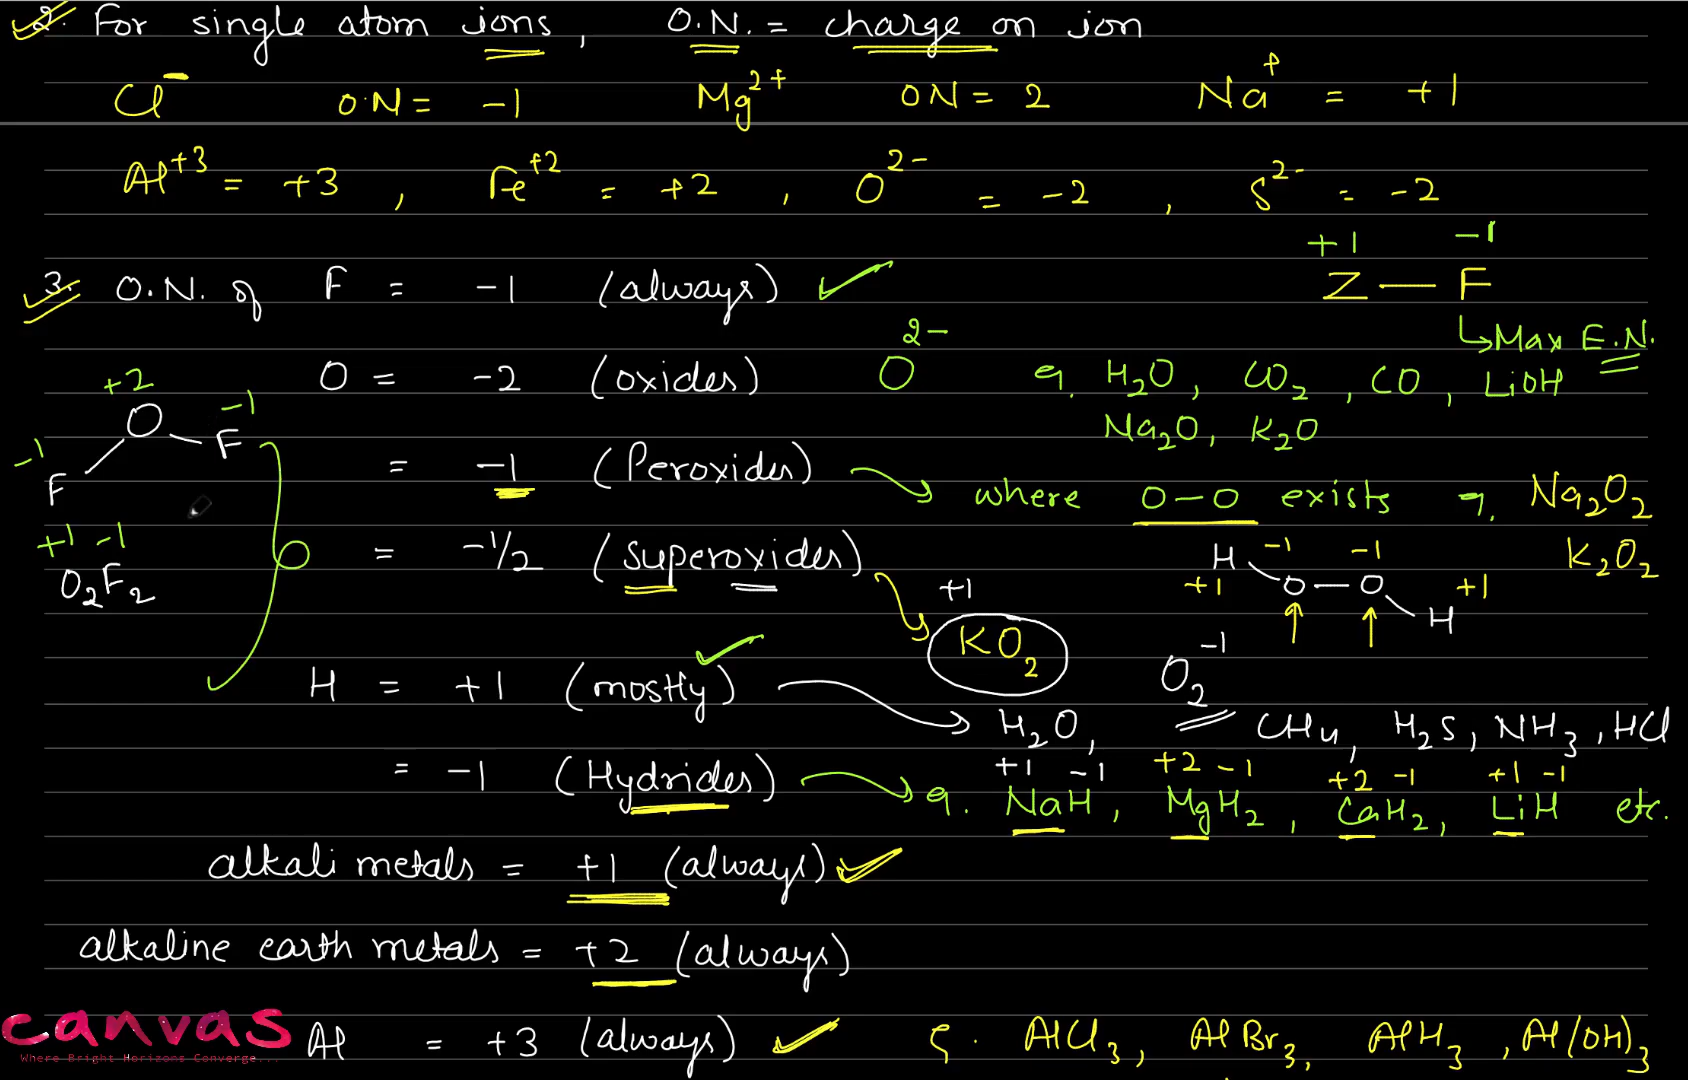 2. For single atom ions, O.N. = charge on ion
Cl⁻ O.N = -1 Mg²⁺ ON = 2 Na⁺ = +1
Al⁺³ = +3, Fe⁺² = +2, O²⁻ = -2, S²⁻ = -2
+1 -1
3. O.N. of F = -1 (always) Z — F
↳ Max E.N.
O = -2 (oxides) O²⁻ eg. H₂O, CO₂, CO, LiOH
Na₂O, K₂O
+2
O -1
-1 F
F
= -1 (Peroxides) → where O-O exists eg. Na₂O₂
K₂O₂
H -1 -1
+1 O — O +1
H
+1 -1
O₂F₂
O = -1/2 (superoxides) +1
KO₂
O₂⁻¹
H = +1 (mostly) → H₂O, CH₄, H₂S, NH₃, HCl
+1 -1 +2 -1 +2 -1 +1 -1
= -1 (Hydrides) → eg. NaH, MgH₂, CaH₂, LiH etc.
alkali metals = +1 (always)
alkaline earth metals = +2 (always)
Al = +3 (always) eg. AlCl₃, AlBr₃, AlH₃, Al(OH)₃
canvas
Where Bright Horizons Converge...